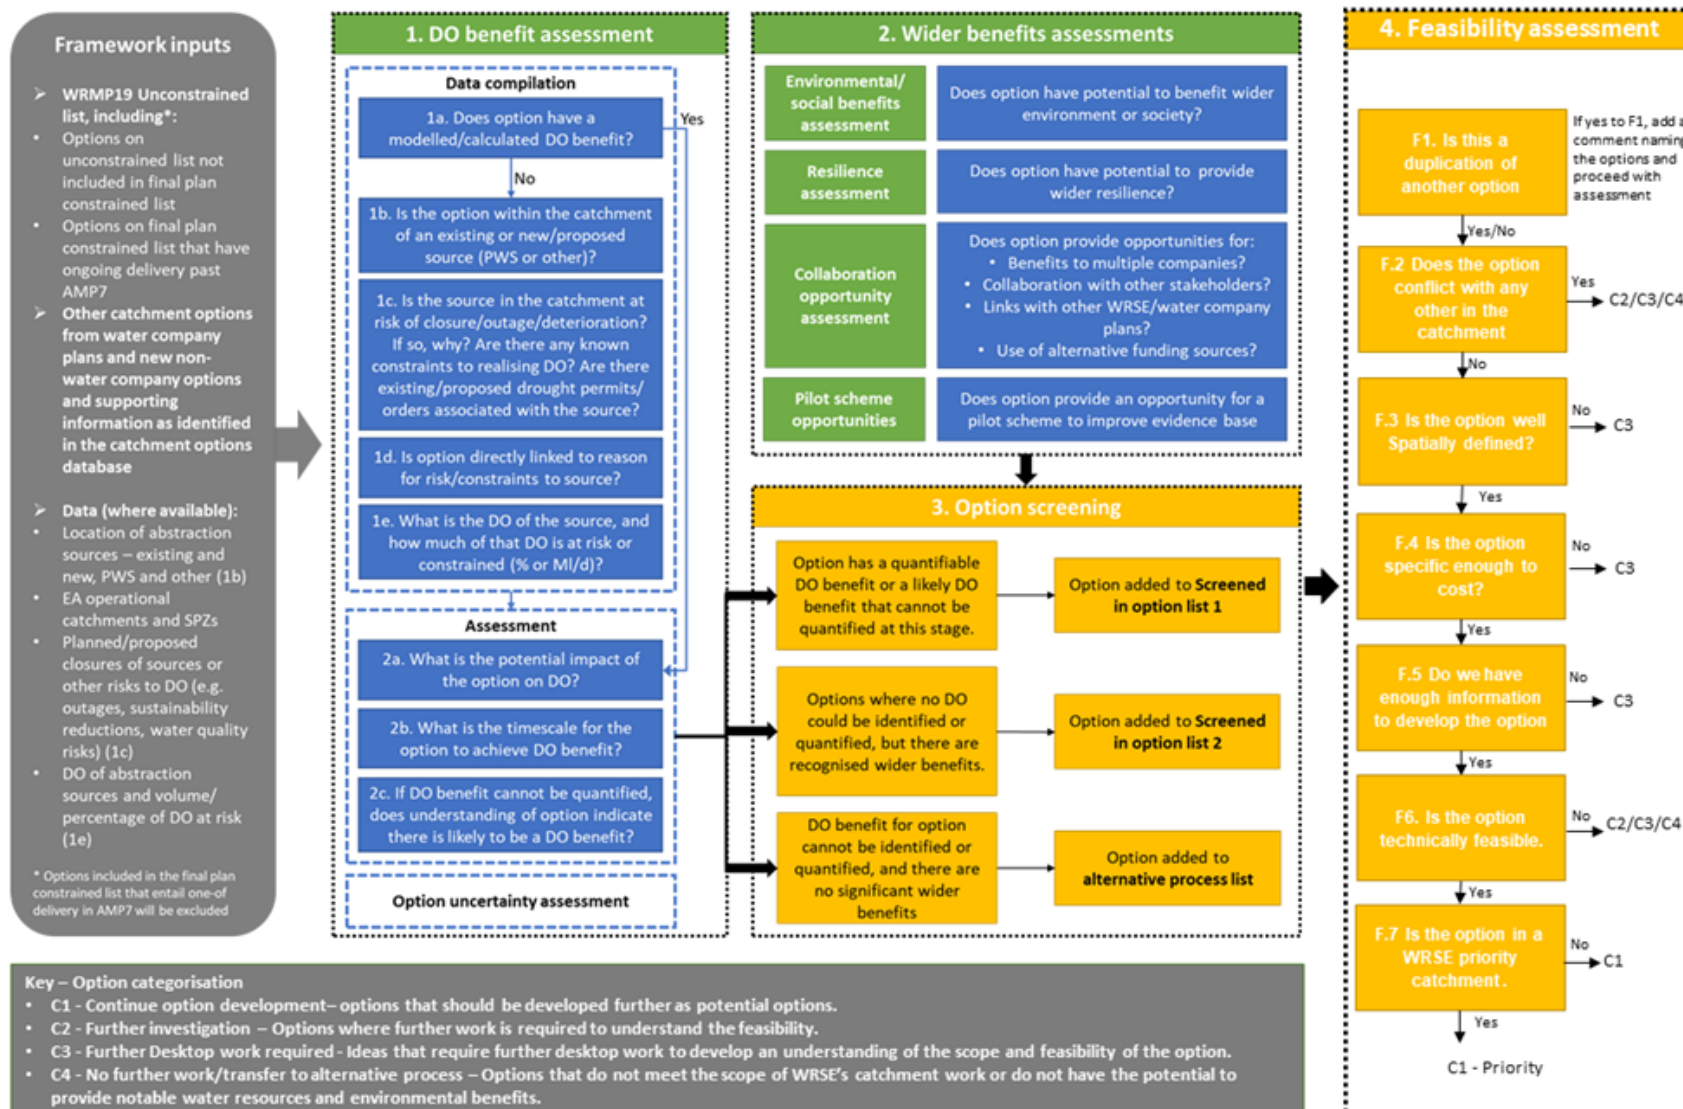 Framework inputs
➤ WRMP19 Unconstrained
list, including*:
• Options on
unconstrained list not
included in final plan
constrained list
• Options on final plan
constrained list that have
ongoing delivery past
AMP7
➤ Other catchment options
from water company
plans and new non-
water company options
and supporting
information as identified
in the catchment options
database
➤ Data (where available):
• Location of abstraction
sources – existing and
new, PWS and other (1b)
• EA operational
catchments and SPZs
• Planned/proposed
closures of sources or
other risks to DO (e.g.
outages, sustainability
reductions, water quality
risks) (1c)
• DO of abstraction
sources and volume/
percentage of DO at risk
(1e)
* Options included in the final plan
constrained list that entail one-of
delivery in AMP7 will be excluded
1. DO benefit assessment
Data compilation
1a. Does option have a
modelled/calculated DO benefit?
Yes
No
1b. Is the option within the catchment
of an existing or new/proposed
source (PWS or other)?
1c. Is the source in the catchment at
risk of closure/outage/deterioration?
If so, why? Are there any known
constraints to realising DO? Are there
existing/proposed drought permits/
orders associated with the source?
1d. Is option directly linked to reason
for risk/constraints to source?
1e. What is the DO of the source, and
how much of that DO is at risk or
constrained (% or Ml/d)?
Assessment
2a. What is the potential impact of
the option on DO?
2b. What is the timescale for the
option to achieve DO benefit?
2c. If DO benefit cannot be quantified,
does understanding of option indicate
there is likely to be a DO benefit?
Option uncertainty assessment
2. Wider benefits assessments
Environmental/
social benefits
assessment
Does option have potential to benefit wider
environment or society?
Resilience
assessment
Does option have potential to provide
wider resilience?
Collaboration
opportunity
assessment
Does option provide opportunities for:
• Benefits to multiple companies?
• Collaboration with other stakeholders?
• Links with other WRSE/water company
plans?
• Use of alternative funding sources?
Pilot scheme
opportunities
Does option provide an opportunity for a
pilot scheme to improve evidence base
3. Option screening
Option has a quantifiable
DO benefit or a likely DO
benefit that cannot be
quantified at this stage.
Option added to Screened
in option list 1
Options where no DO
could be identified or
quantified, but there are
recognised wider benefits.
Option added to Screened
in option list 2
DO benefit for option
cannot be identified or
quantified, and there are
no significant wider
benefits
Option added to
alternative process list
4. Feasibility assessment
F1. Is this a
duplication of
another option
If yes to F1, add a
comment naming
the options and
proceed with
assessment
Yes/No
F.2 Does the option
conflict with any
other in the
catchment
Yes
C2/C3/C4
No
F.3 Is the option well
Spatially defined?
No
C3
Yes
F.4 Is the option
specific enough to
cost?
No
C3
Yes
F.5 Do we have
enough information
to develop the option
No
C3
Yes
F6. Is the option
technically feasible.
No
C2/C3/C4
Yes
F.7 Is the option in a
WRSE priority
catchment.
No
C1
Yes
C1 - Priority
Key – Option categorisation
• C1 - Continue option development– options that should be developed further as potential options.
• C2 - Further investigation – Options where further work is required to understand the feasibility.
• C3 - Further Desktop work required - Ideas that require further desktop work to develop an understanding of the scope and feasibility of the option.
• C4 - No further work/transfer to alternative process – Options that do not meet the scope of WRSE's catchment work or do not have the potential to
provide notable water resources and environmental benefits.